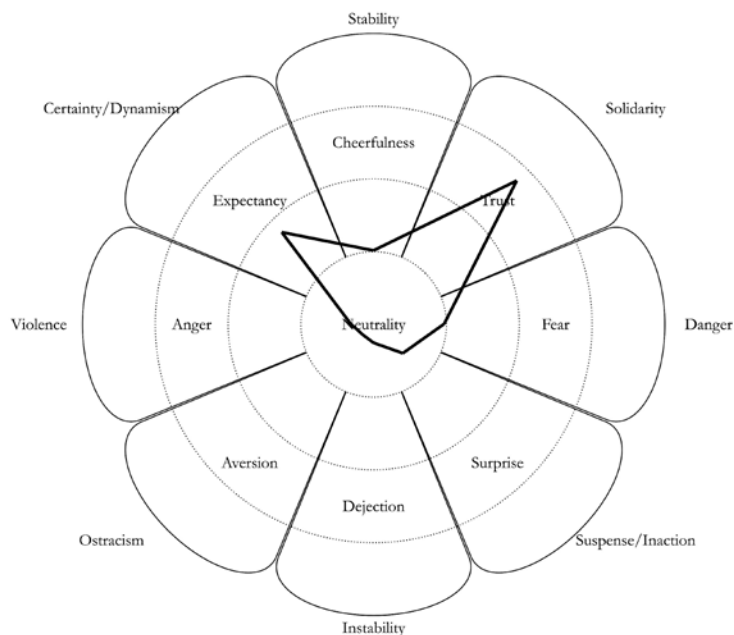 Stability
Certainty/Dynamism
Solidarity
Cheerfulness
Expectancy
Trust
Violence
Anger
Neutrality
Fear
Danger
Aversion
Surprise
Dejection
Ostracism
Suspense/Inaction
Instability